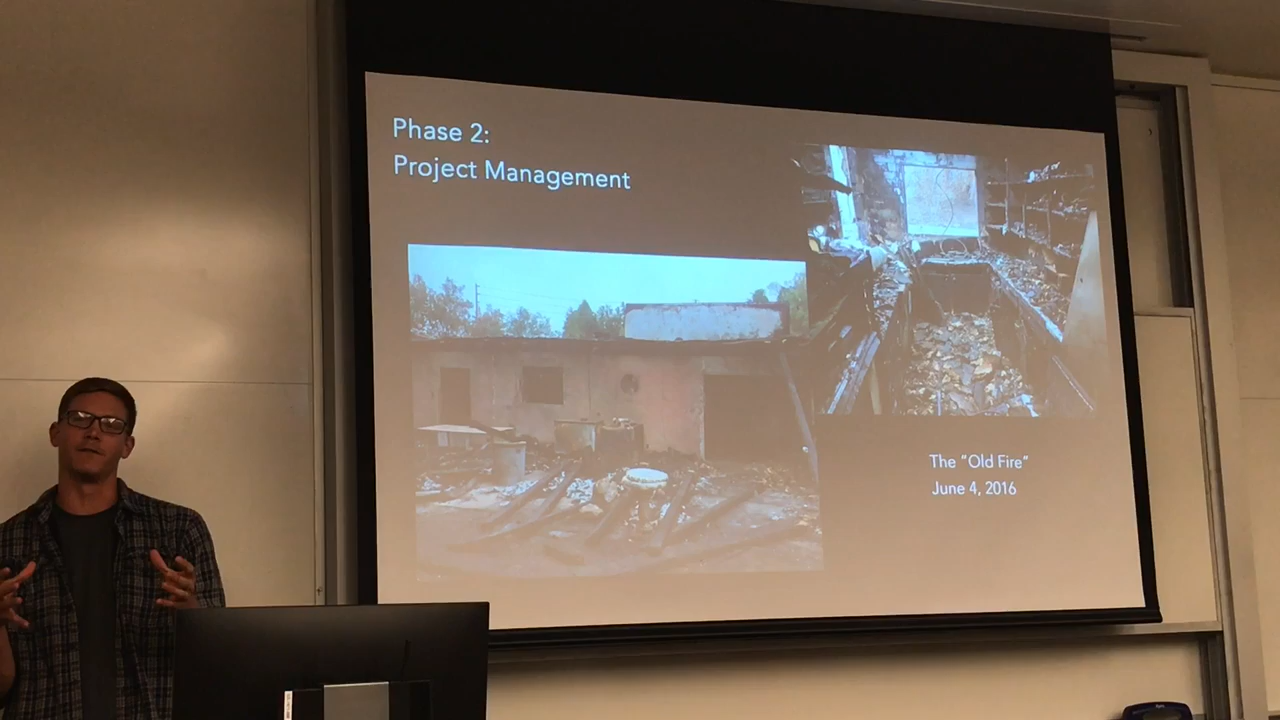 Phase 2:
Project Management
The "Old Fire"
June 4, 2016